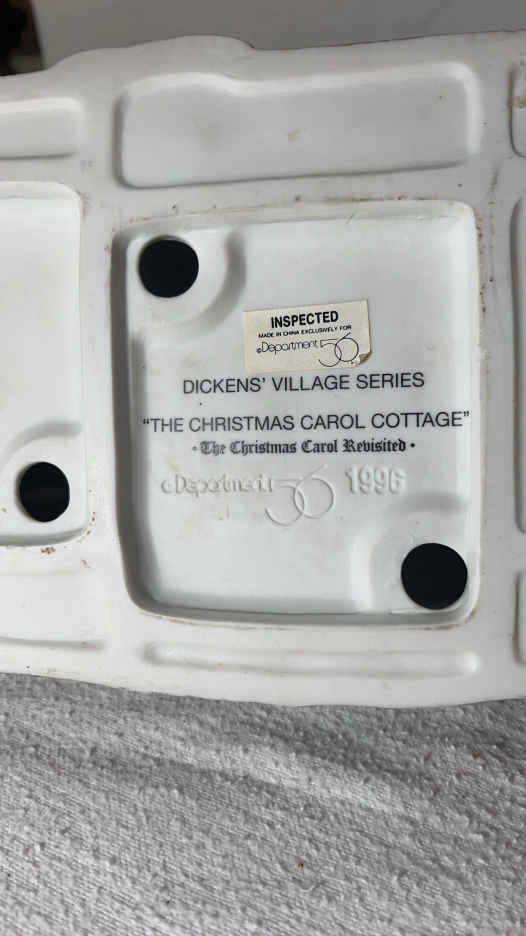 INSPECTED
MADE IN CHINA EXCLUSIVELY FOR
©Department 56
DICKENS' VILLAGE SERIES
"THE CHRISTMAS CAROL COTTAGE"
• The Christmas Carol Revisited •
©Department 56 1996